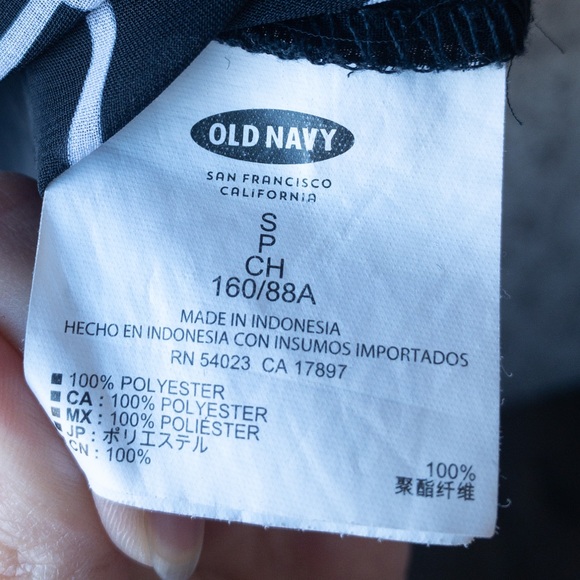 OLD NAVY
SAN FRANCISCO
CALIFORNIA
S
P
CH
160/88A
MADE IN INDONESIA
HECHO EN INDONESIA CON INSUMOS IMPORTADOS
RN 54023 CA 17897
100% POLYESTER
CA : 100% POLYESTER
MX : 100% POLIÉSTER
JP : ポリエステル
CN : 100%
100%
聚酯纤维